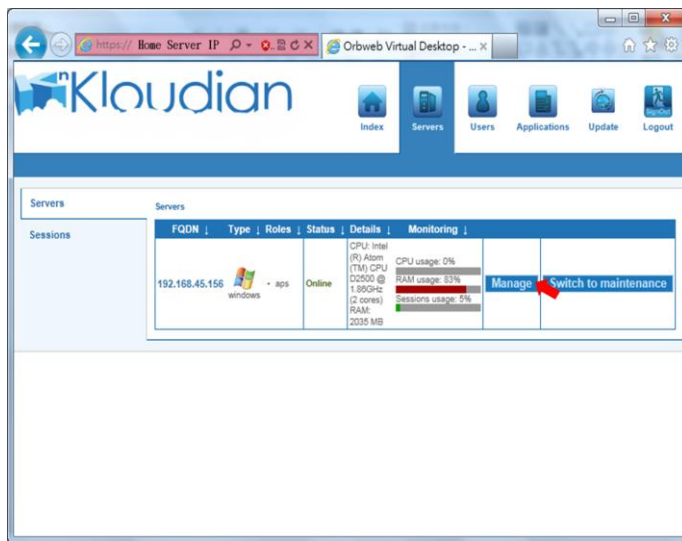 https:// Home Server IP
Orbweb Virtual Desktop - ...
nKloudian
Index
Servers
Users
Applications
Update
SignOut
Logout
Servers
Sessions
Servers
FQDN ↓ Type ↓ Roles ↓ Status ↓ Details ↓ Monitoring ↓
192.168.45.156
windows
• aps
Online
CPU: Intel
(R) Atom
(TM) CPU
D2500 @
1.86GHz
(2 cores)
RAM:
2035 MB
CPU usage: 0%
RAM usage: 83%
Sessions usage: 5%
Manage
Switch to maintenance